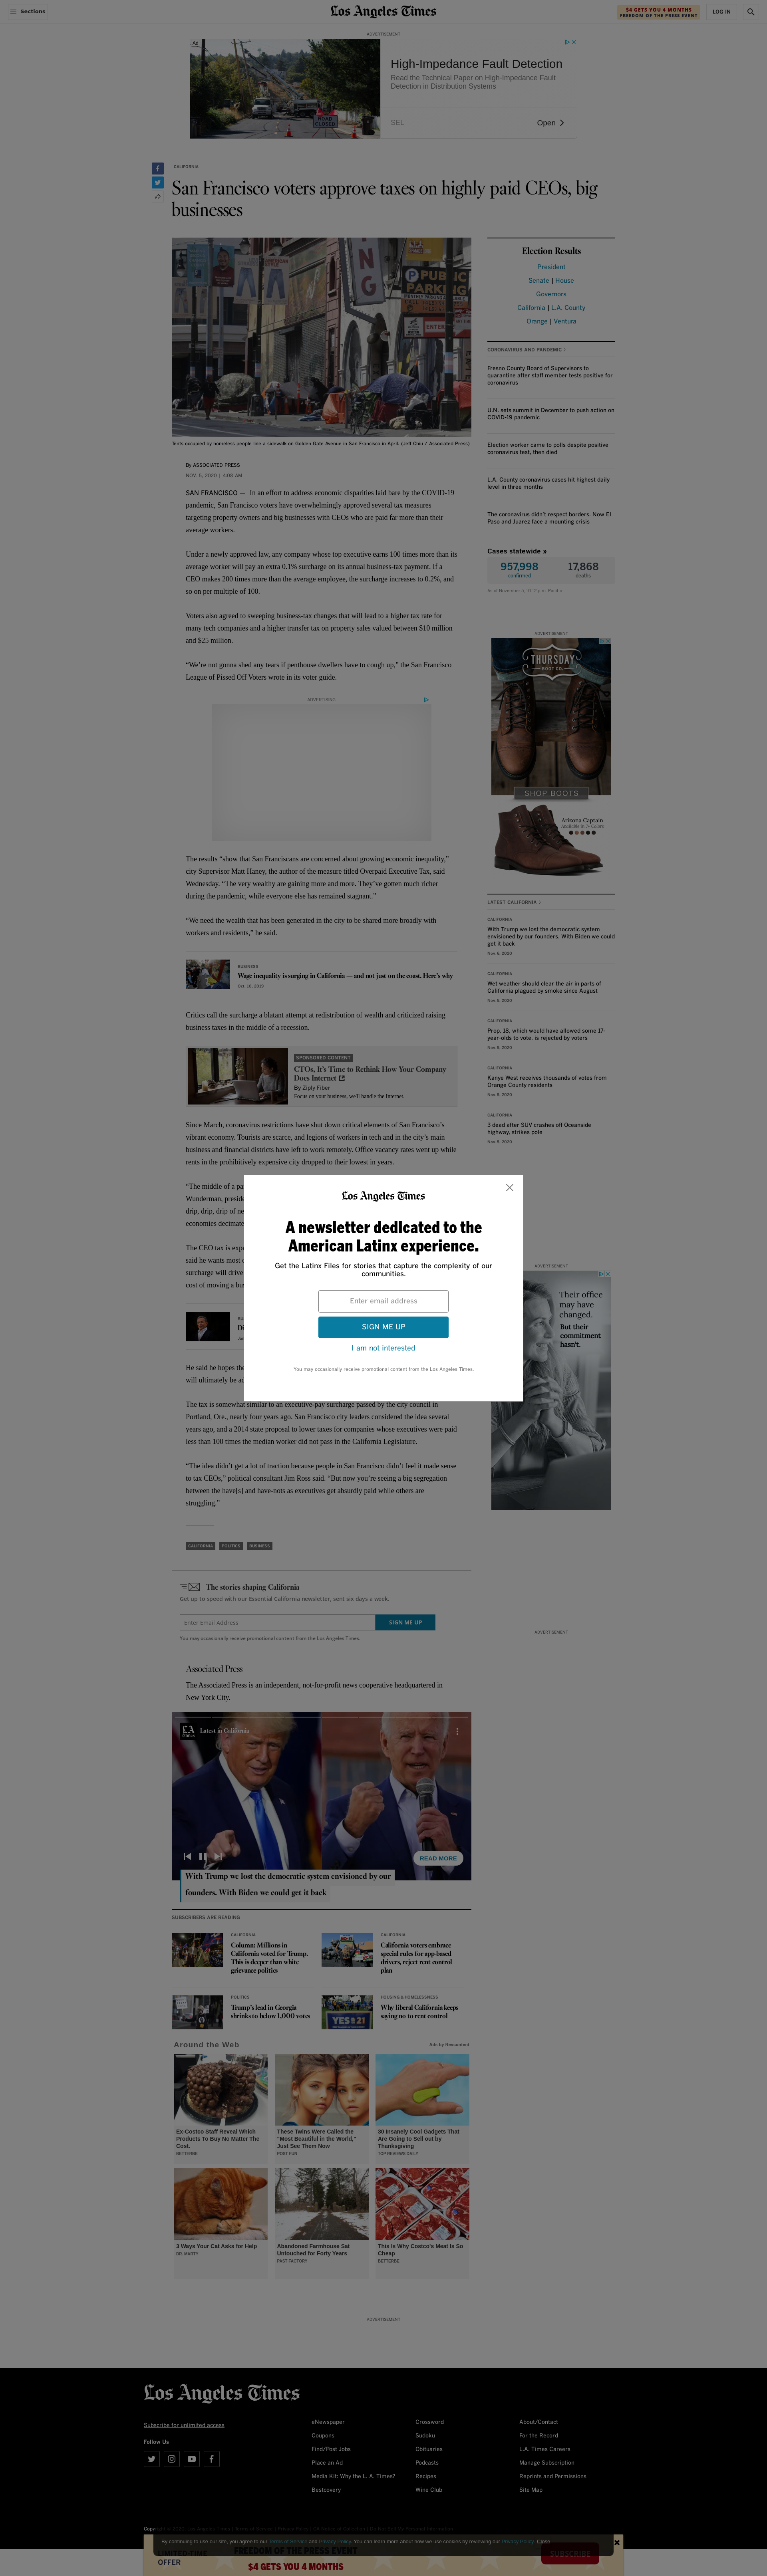 Sections
Los Angeles Times
$4 GETS YOU 4 MONTHS
FREEDOM OF THE PRESS EVENT
LOG IN
ADVERTISEMENT
Ad
High-Impedance Fault Detection
Read the Technical Paper on High-Impedance Fault
Detection in Distribution Systems
SEL
Open
CALIFORNIA
San Francisco voters approve taxes on highly paid CEOs, big
businesses
PUBLIC
PARKING
ENTER
Tents occupied by homeless people line a sidewalk on Golden Gate Avenue in San Francisco in April. (Jeff Chiu / Associated Press)
By ASSOCIATED PRESS
NOV. 5, 2020 | 4:08 AM
SAN FRANCISCO — In an effort to address economic disparities laid bare by the COVID-19
pandemic, San Francisco voters have overwhelmingly approved several tax measures
targeting property owners and big businesses with CEOs who are paid far more than their
average workers.
Under a newly approved law, any company whose top executive earns 100 times more than its
average worker will pay an extra 0.1% surcharge on its annual business-tax payment. If a
CEO makes 200 times more than the average employee, the surcharge increases to 0.2%, and
so on per multiple of 100.
Voters also agreed to sweeping business-tax changes that will lead to a higher tax rate for
many tech companies and a higher transfer tax on property sales valued between $10 million
and $25 million.
“We’re not gonna shed any tears if penthouse dwellers have to cough up,” the San Francisco
League of Pissed Off Voters wrote in its voter guide.
ADVERTISING
The results “show that San Franciscans are concerned about growing economic inequality,”
city Supervisor Matt Haney, the author of the measure titled Overpaid Executive Tax, said
Wednesday. “The very wealthy are gaining more and more. They’ve gotten much richer
during the pandemic, while everyone else has remained stagnant.”
“We need the wealth that has been generated in the city to be shared more broadly with
workers and residents,” he said.
BUSINESS
Wage inequality is surging in California — and not just on the coast. Here’s why
Oct. 10, 2019
Critics call the surcharge a blatant attempt at redistribution of wealth and criticized raising
business taxes in the middle of a recession.
SPONSORED CONTENT
CTOs, It’s Time to Rethink How Your Company
Does Internet
By Ziply Fiber
Focus on your business, we'll handle the Internet.
Since March, coronavirus restrictions have shut down critical elements of San Francisco’s
vibrant economy. Tourists are scarce, and legions of workers in tech and in the city’s main
business and financial districts have left to work remotely. Office vacancy rates went up while
rents in the prohibitively expensive city dropped to their lowest in years.
“The middle of a pa
Wunderman, preside
drip, drip, drip of ne
economies decimate
The CEO tax is expe
said he wants most o
surcharge will drive
cost of moving a bus
He said he hopes the
will ultimately be a
The tax is somewhat similar to an executive-pay surcharge passed by the city council in
Portland, Ore., nearly four years ago. San Francisco city leaders considered the idea several
years ago, and a 2014 state proposal to lower taxes for companies whose executives were paid
less than 100 times the median worker did not pass in the California Legislature.
“The idea didn’t get a lot of traction because people in San Francisco didn’t feel it made sense
to tax CEOs,” political consultant Jim Ross said. “But now you’re seeing a big segregation
between the have[s] and have-nots as executives get absurdly paid while others are
struggling.”
CALIFORNIA
POLITICS
BUSINESS
The stories shaping California
Get up to speed with our Essential California newsletter, sent six days a week.
Enter Email Address
SIGN ME UP
You may occasionally receive promotional content from the Los Angeles Times.
Associated Press
The Associated Press is an independent, not-for-profit news cooperative headquartered in
New York City.
Latest in California
READ MORE
With Trump we lost the democratic system envisioned by our
founders. With Biden we could get it back
SUBSCRIBERS ARE READING
CALIFORNIA
Column: Millions in
California voted for Trump.
This is deeper than white
grievance politics
CALIFORNIA
California voters embrace
special rules for app-based
drivers, reject rent control
plan
POLITICS
Trump’s lead in Georgia
shrinks to below 1,000 votes
HOUSING & HOMELESSNESS
Why liberal California keeps
saying no to rent control
YES 21
Around the Web
Ads by Revcontent
Ex-Costco Staff Reveal Which
Products To Buy No Matter The
Cost.
BETTERBE
These Twins Were Called the
"Most Beautiful in the World,"
Just See Them Now
POST FUN
38 Insanely Cool Gadgets That
Are Going to Sell out by
Thanksgiving
TOP REVIEWS DAILY
3 Ways Your Cat Asks for Help
DR. MARTY
Abandoned Farmhouse Sat
Untouched for Forty Years
PAST FACTORY
This Is Why Costco's Meat Is So
Cheap
BETTERBE
Election Results
President
Senate | House
Governors
California | L.A. County
Orange | Ventura
CORONAVIRUS AND PANDEMIC
Fresno County Board of Supervisors to
quarantine after staff member tests positive for
coronavirus
U.N. sets summit in December to push action on
COVID-19 pandemic
Election worker came to polls despite positive
coronavirus test, then died
L.A. County coronavirus cases hit highest daily
level in three months
The coronavirus didn’t respect borders. Now El
Paso and Juarez face a mounting crisis
Cases statewide »
957,998
confirmed
17,868
deaths
ADVERTISEMENT
THURSDAY
BOOT CO.
SHOP BOOTS
Arizona Captain
LATEST CALIFORNIA
CALIFORNIA
With Trump we lost the democratic system
envisioned by our founders. With Biden we could
get it back
Nov. 6, 2020
CALIFORNIA
Wet weather should clear the air in parts of
California plagued by smoke since August
Nov. 5, 2020
CALIFORNIA
Prop. 18, which would have allowed some 17-
year-olds to vote, is rejected by voters
Nov. 5, 2020
CALIFORNIA
Kanye West receives thousands of votes from
Orange County residents
Nov. 5, 2020
CALIFORNIA
3 dead after SUV crashes off Oceanside
highway, strikes pole
Nov. 5, 2020
ADVERTISEMENT
Their office
may have
changed.
But their
commitment
hasn't.
ADVERTISEMENT
Los Angeles Times
A newsletter dedicated to the
American Latinx experience.
Get the Latinx Files for stories that capture the complexity of our
communities.
Enter email address
SIGN ME UP
I am not interested
You may occasionally receive promotional content from the Los Angeles Times.
ADVERTISEMENT
Los Angeles Times
Subscribe for unlimited access
Follow Us
eNewspaper
Coupons
Find/Post Jobs
Place an Ad
Media Kit: Why the L. A. Times?
Bestcovery
Crossword
Sudoku
Obituaries
Podcasts
Recipes
Wine Club
About/Contact
For the Record
L.A. Times Careers
Manage Subscription
Reprints and Permissions
Site Map
By continuing to use our site, you agree to our Terms of Service and Privacy Policy. You can learn more about how we use cookies by reviewing our Privacy Policy. Close
OFFER
FREEDOM OF THE PRESS EVENT
$4 GETS YOU 4 MONTHS
SUBSCRIBE